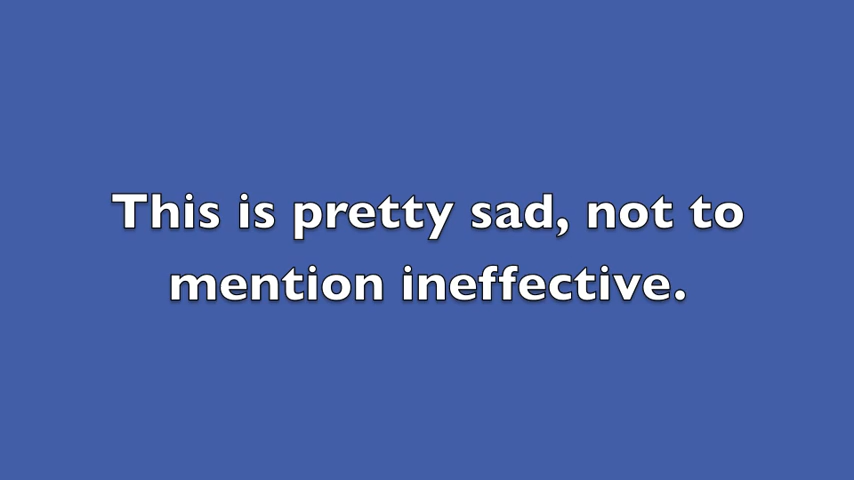 This is pretty sad, not to
mention ineffective.